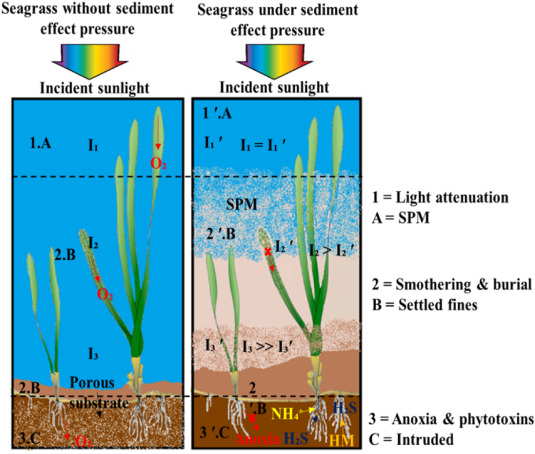 Seagrass without sediment
effect pressure
Incident sunlight
1.A
I₁
O₂
I₂
2.B
O₂
I₃
2.B
Porous
substrate
3.C
O₂
Seagrass under sediment
effect pressure
Incident sunlight
1 ′.A
I₁ ′
I₁ = I₁ ′
SPM
2 ′.B
I₂ ′
I₂ > I₂ ′
I₃ ′
I₃ >> I₃′
2
′.B
NH₄⁺
H₂S
3 ′.C
Anoxia
H₂S
HM
1 = Light attenuation
A = SPM
2 = Smothering & burial
B = Settled fines
3 = Anoxia & phytotoxins
C = Intruded